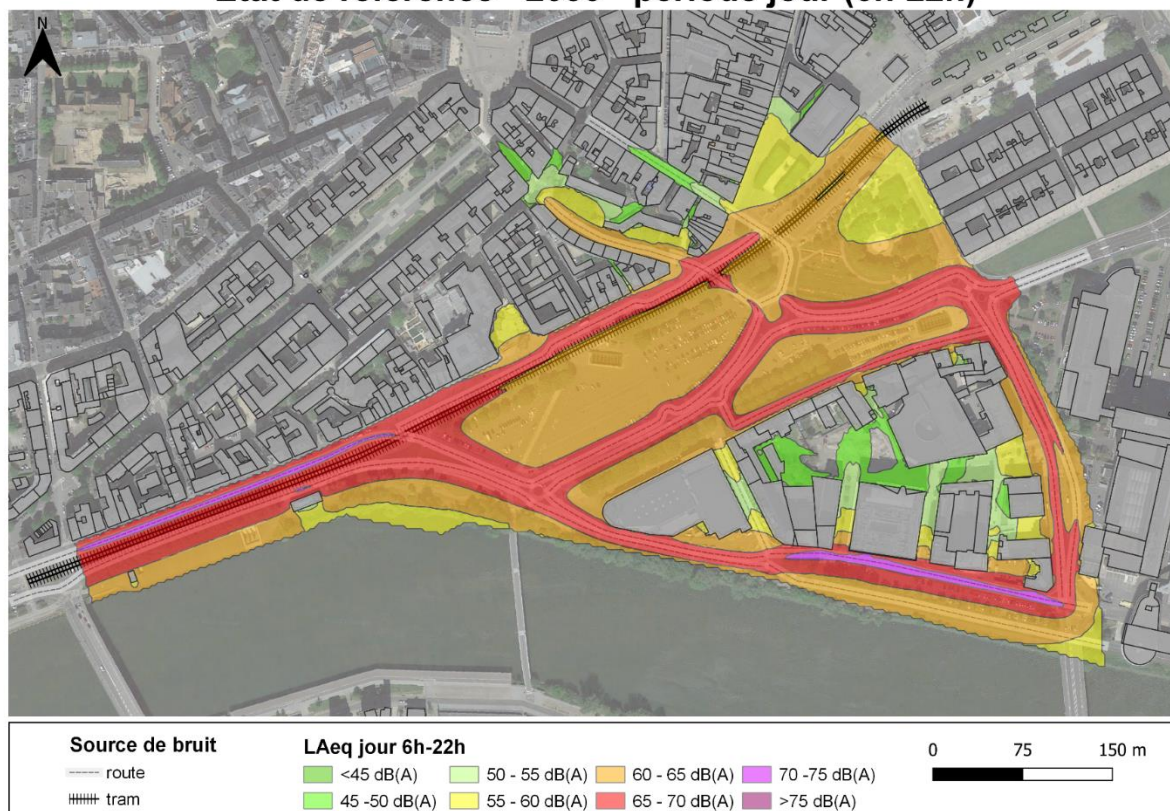 N
Source de bruit
route
tram
LAeq jour 6h-22h
<45 dB(A)
45 -50 dB(A)
50 - 55 dB(A)
55 - 60 dB(A)
60 - 65 dB(A)
65 - 70 dB(A)
70 -75 dB(A)
>75 dB(A)
0 75 150 m